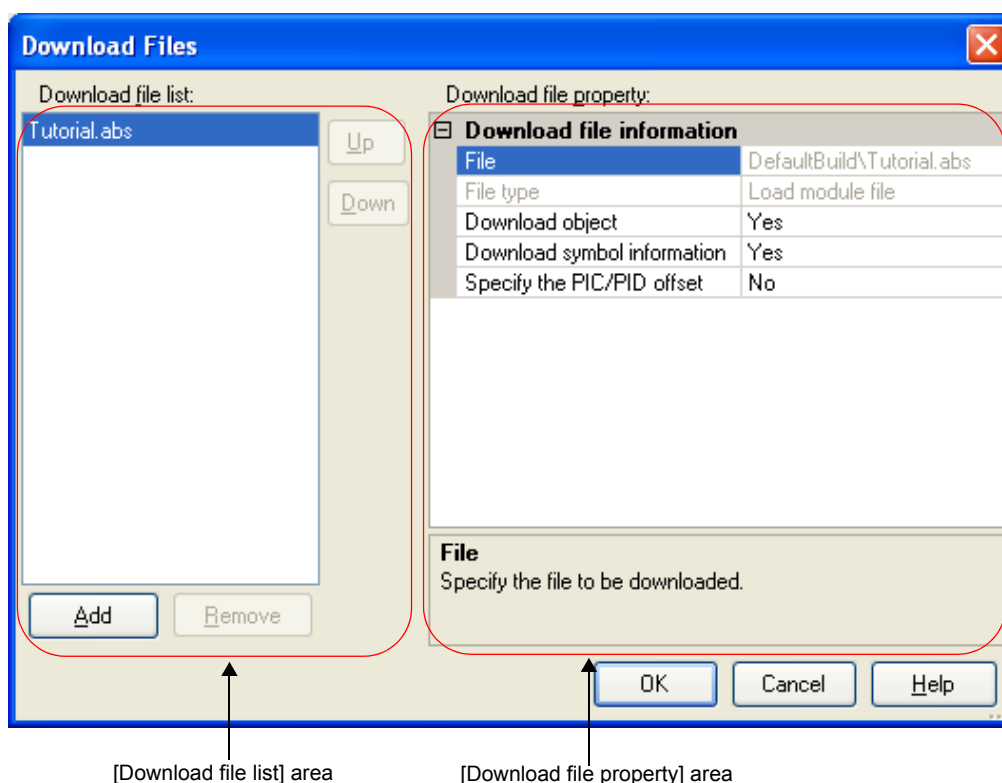 Download Files
Download file list:
Tutorial.abs
Up
Down
Add
Remove
Download file property:
Download file information
File DefaultBuild\Tutorial.abs
File type Load module file
Download object Yes
Download symbol information Yes
Specify the PIC/PID offset No
File
Specify the file to be downloaded.
OK Cancel Help
[Download file list] area
[Download file property] area